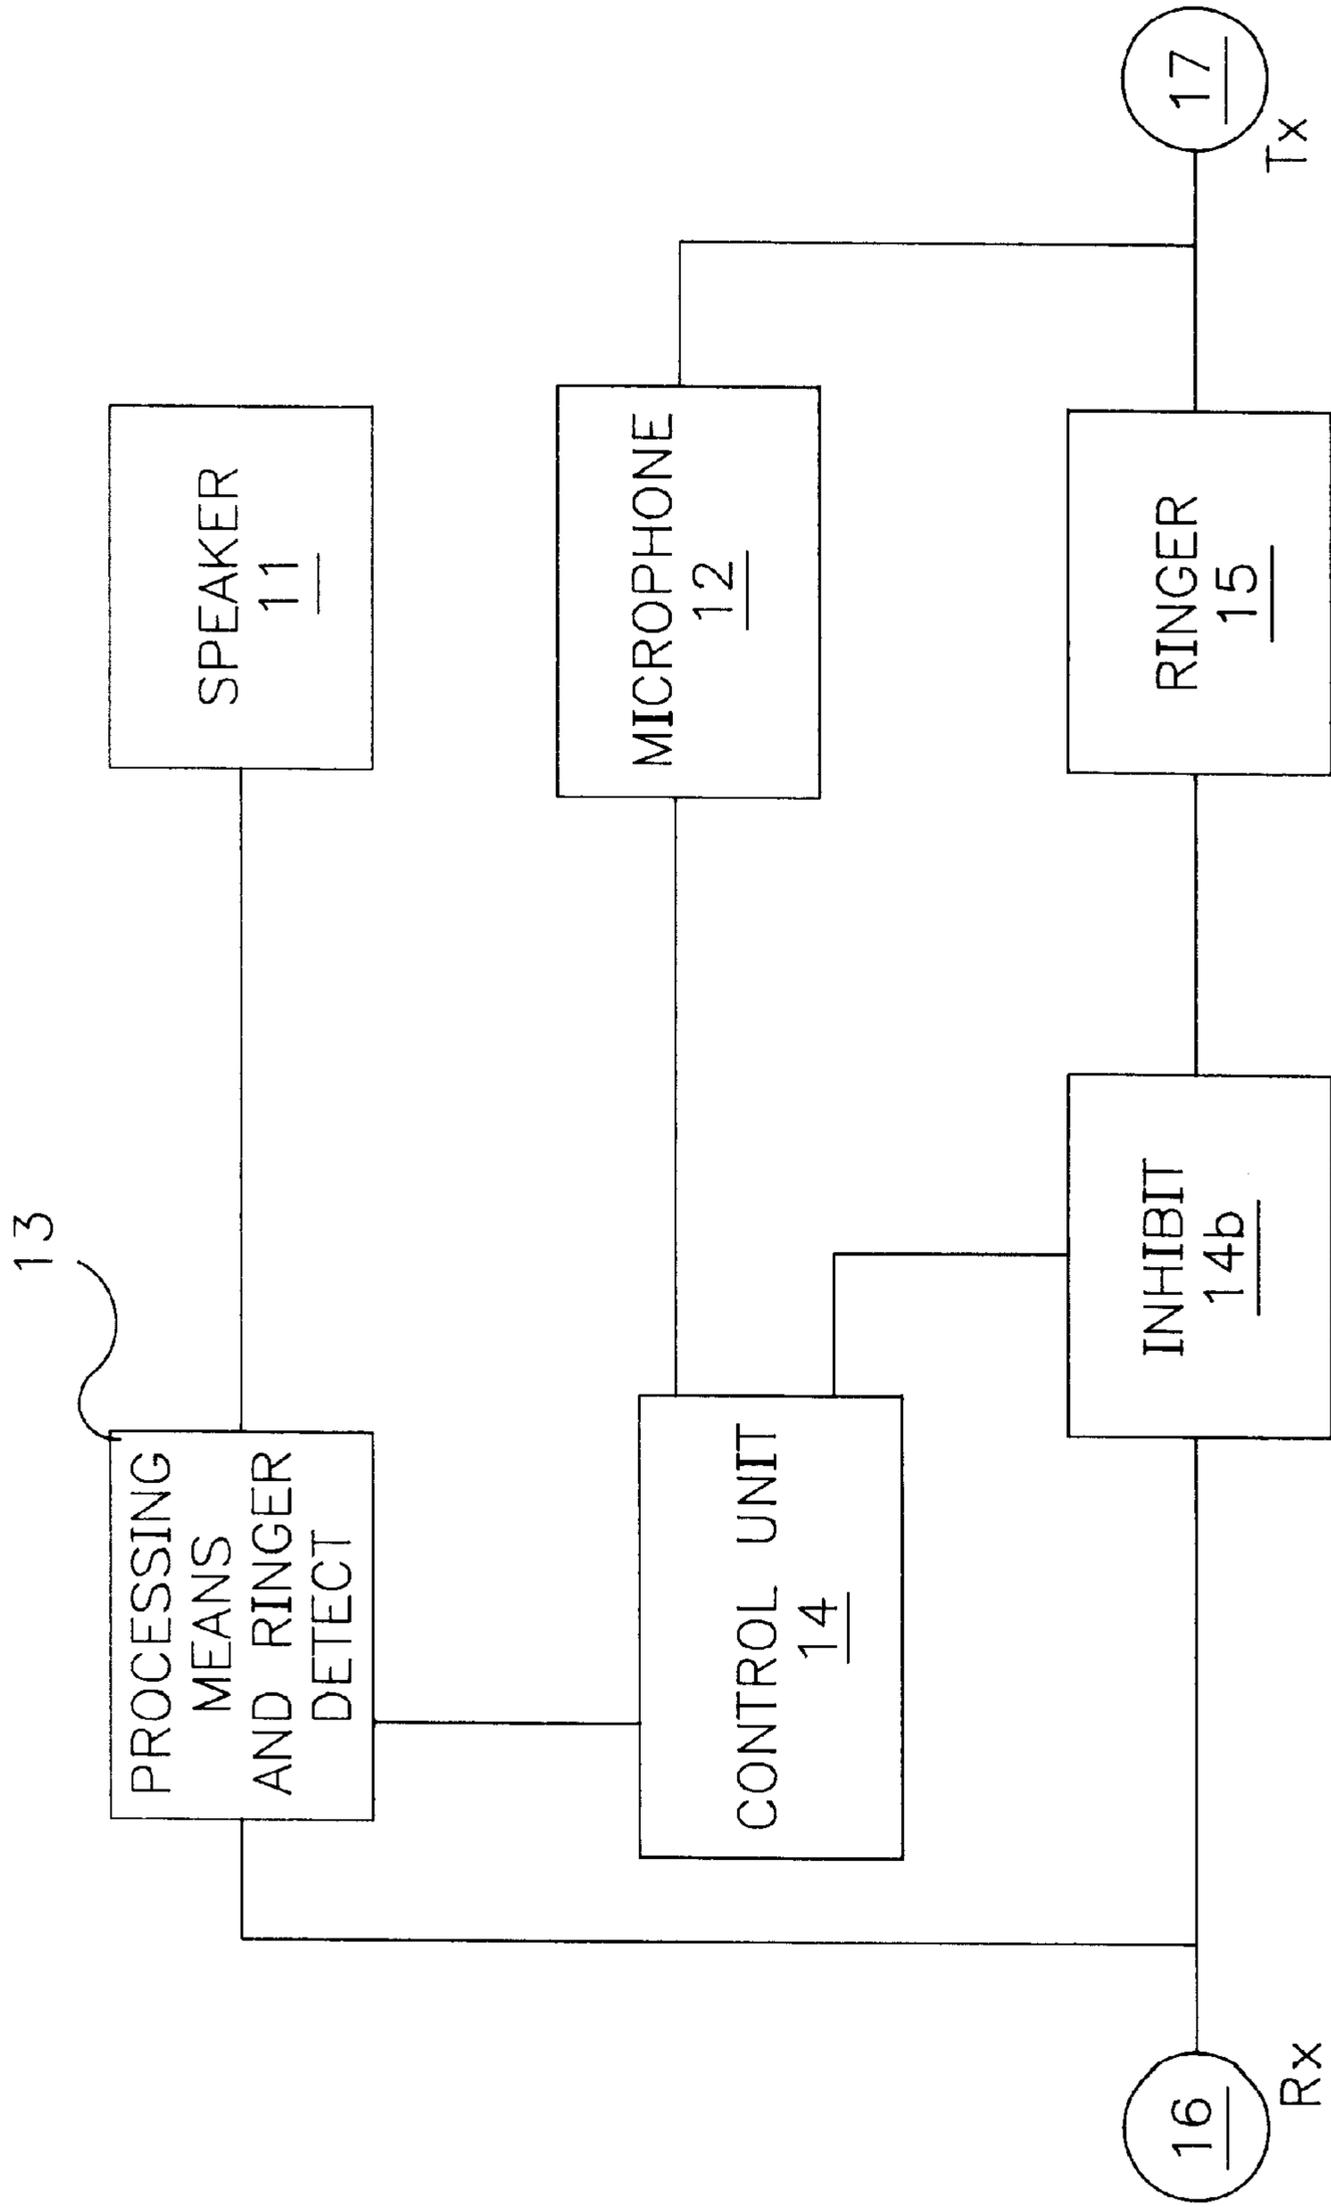 13
PROCESSING
MEANS
AND RINGER
DETECT
SPEAKER
11
CONTROL UNIT
14
MICROPHONE
12
INHIBIT
14b
RINGER
15
16
Rx
17
Tx